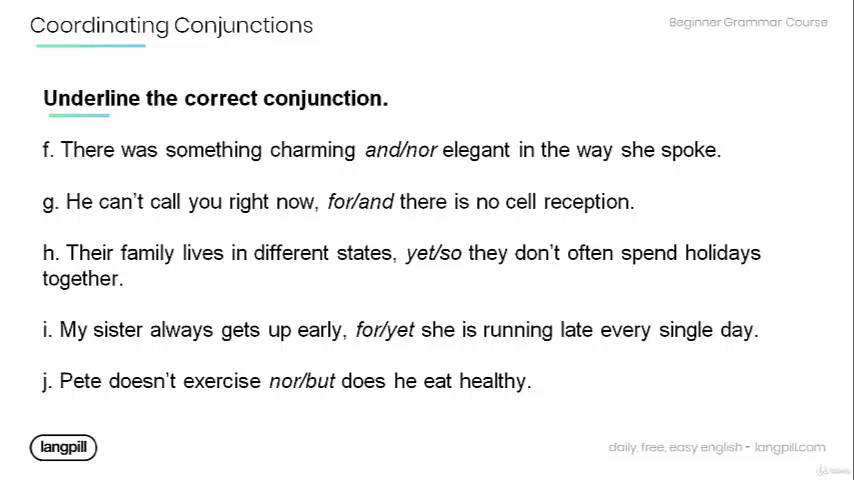 Coordinating Conjunctions
Beginner Grammar Course
Underline the correct conjunction.
f. There was something charming and/nor elegant in the way she spoke.
g. He can’t call you right now, for/and there is no cell reception.
h. Their family lives in different states, yet/so they don’t often spend holidays
together.
i. My sister always gets up early, for/yet she is running late every single day.
j. Pete doesn’t exercise nor/but does he eat healthy.
langpill
daily, free, easy english - langpill.com